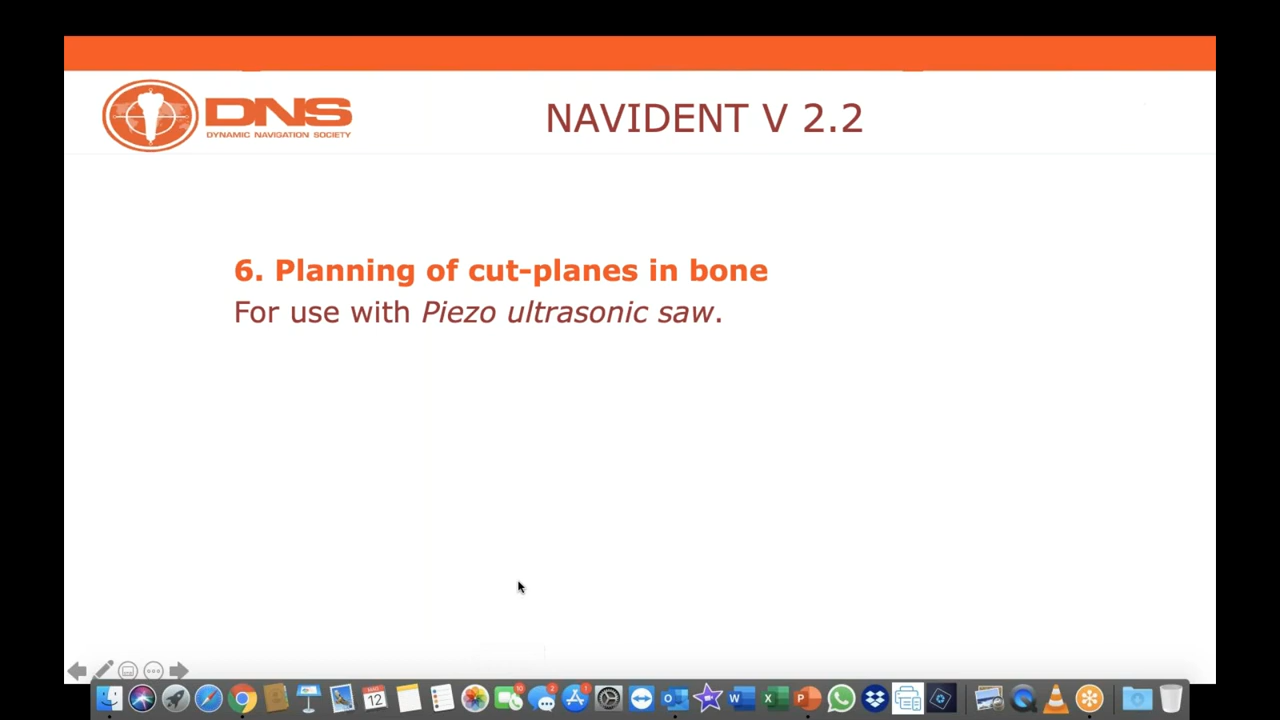 DNS
DYNAMIC NAVIGATION SOCIETY
NAVIDENT V 2.2
6. Planning of cut-planes in bone
For use with Piezo ultrasonic saw.
12